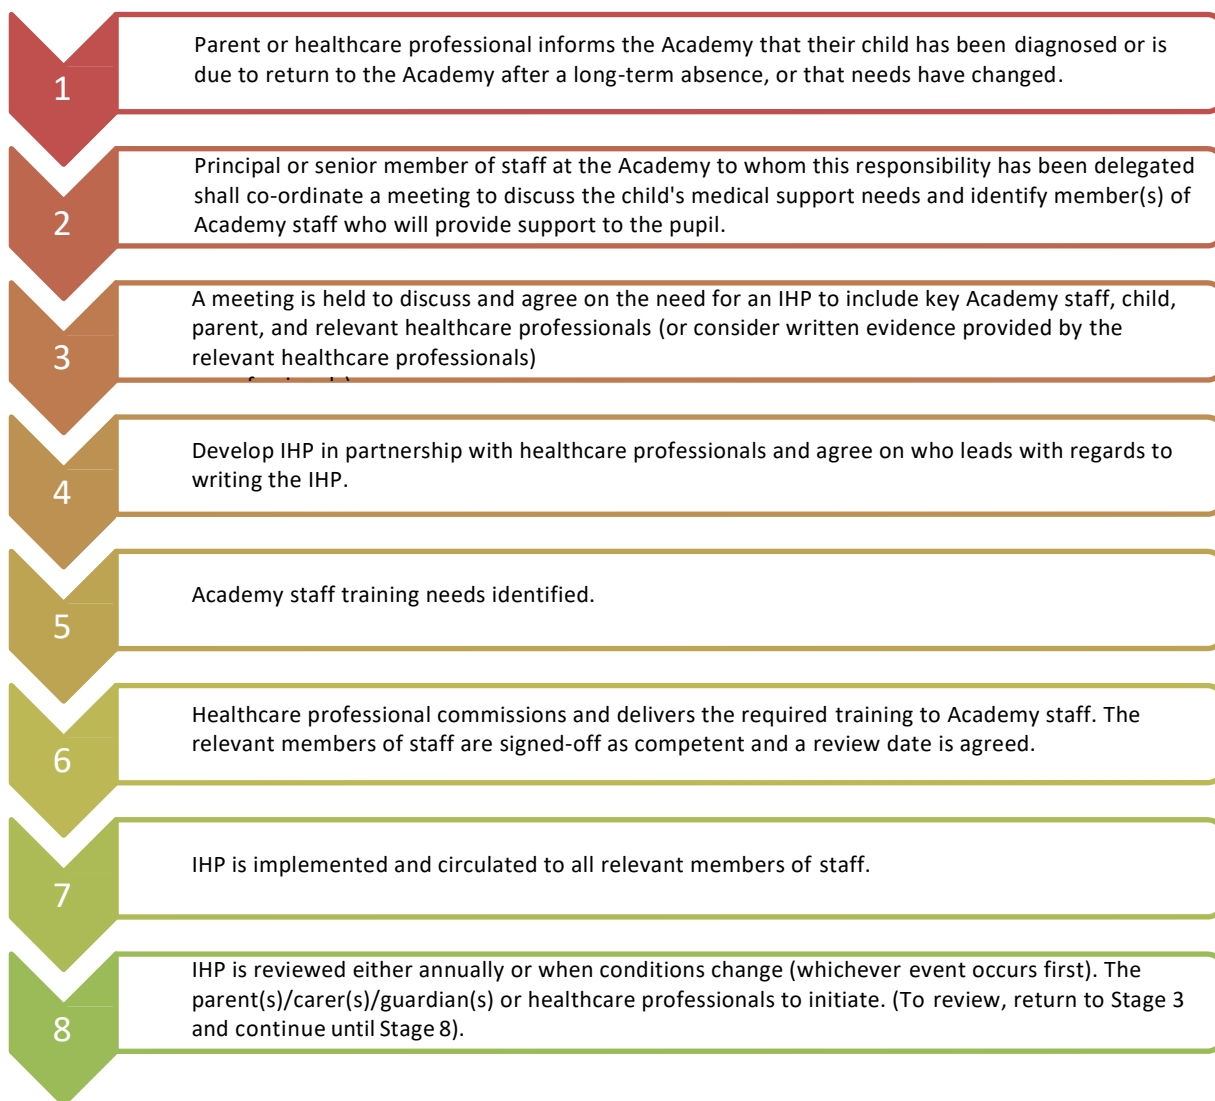 1
Parent or healthcare professional informs the Academy that their child has been diagnosed or is
due to return to the Academy after a long-term absence, or that needs have changed.
2
Principal or senior member of staff at the Academy to whom this responsibility has been delegated
shall co-ordinate a meeting to discuss the child's medical support needs and identify member(s) of
Academy staff who will provide support to the pupil.
3
A meeting is held to discuss and agree on the need for an IHP to include key Academy staff, child,
parent, and relevant healthcare professionals (or consider written evidence provided by the
relevant healthcare professionals)
4
Develop IHP in partnership with healthcare professionals and agree on who leads with regards to
writing the IHP.
5
Academy staff training needs identified.
6
Healthcare professional commissions and delivers the required training to Academy staff. The
relevant members of staff are signed-off as competent and a review date is agreed.
7
IHP is implemented and circulated to all relevant members of staff.
8
IHP is reviewed either annually or when conditions change (whichever event occurs first). The
parent(s)/carer(s)/guardian(s) or healthcare professionals to initiate. (To review, return to Stage 3
and continue until Stage 8).